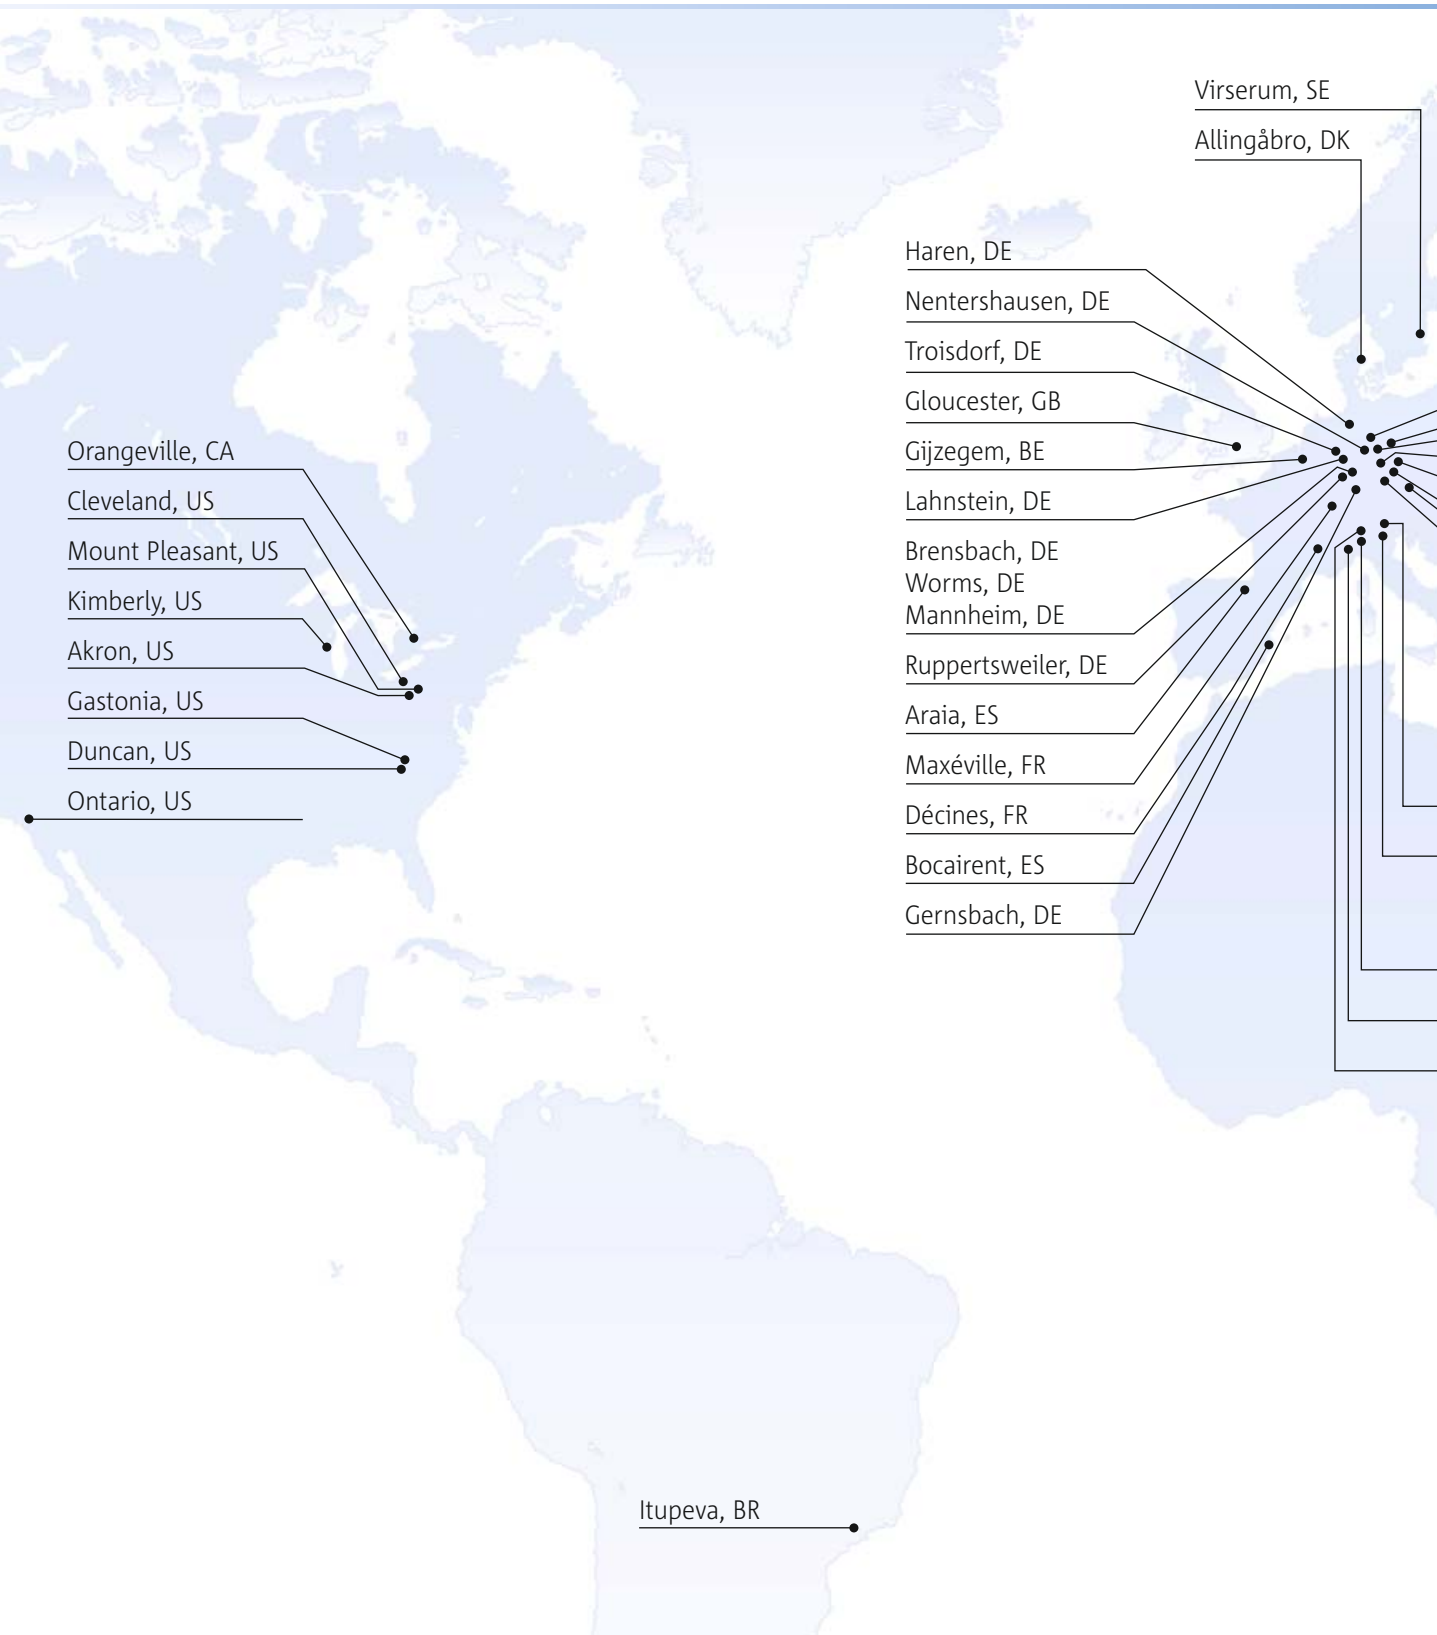 Virserum, SE
Allingåbro, DK
Haren, DE
Nentershausen, DE
Troisdorf, DE
Gloucester, GB
Gijzegem, BE
Lahnstein, DE
Brensbach, DE
Worms, DE
Mannheim, DE
Ruppertsweiler, DE
Araia, ES
Maxéville, FR
Décines, FR
Bocairent, ES
Gernsbach, DE
Orangeville, CA
Cleveland, US
Mount Pleasant, US
Kimberly, US
Akron, US
Gastonia, US
Duncan, US
Ontario, US
Itupeva, BR